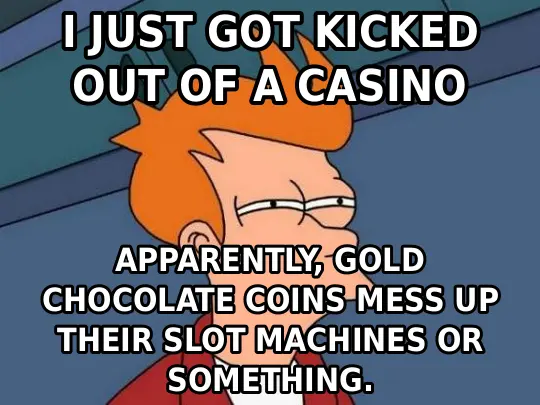 I JUST GOT KICKED
OUT OF A CASINO
APPARENTLY, GOLD
CHOCOLATE COINS MESS UP
THEIR SLOT MACHINES OR
SOMETHING.